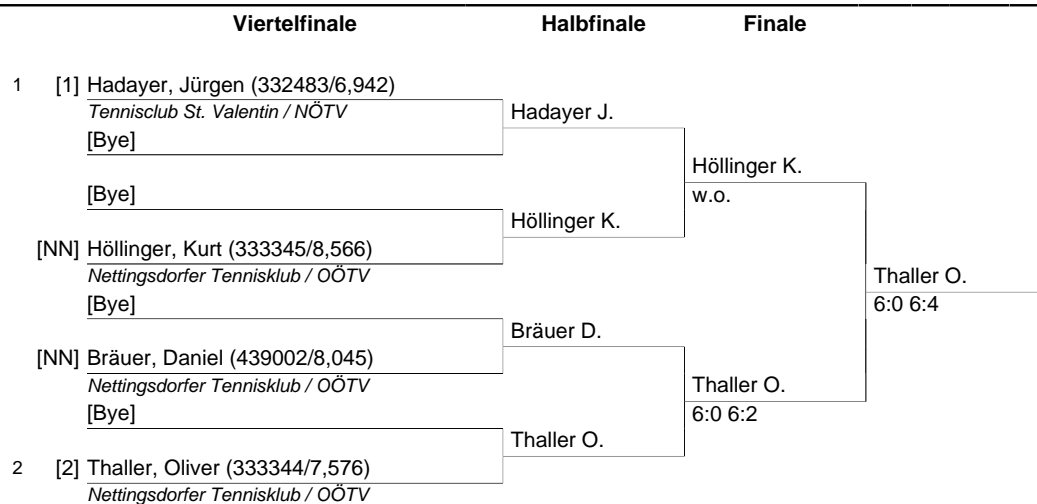 Viertelfinale Halbfinale Finale
1 [1] Hadayer, Jürgen (332483/6,942)
Tennisclub St. Valentin / NÖTV
Hadayer J.
[Bye]
Höllinger K.
[Bye]
w.o.
Höllinger K.
[NN] Höllinger, Kurt (333345/8,566)
Nettingsdorfer Tennisklub / OÖTV
Thaller O.
[Bye]
6:0 6:4
Bräuer D.
[NN] Bräuer, Daniel (439002/8,045)
Nettingsdorfer Tennisklub / OÖTV
Thaller O.
[Bye]
6:0 6:2
Thaller O.
2 [2] Thaller, Oliver (333344/7,576)
Nettingsdorfer Tennisklub / OÖTV